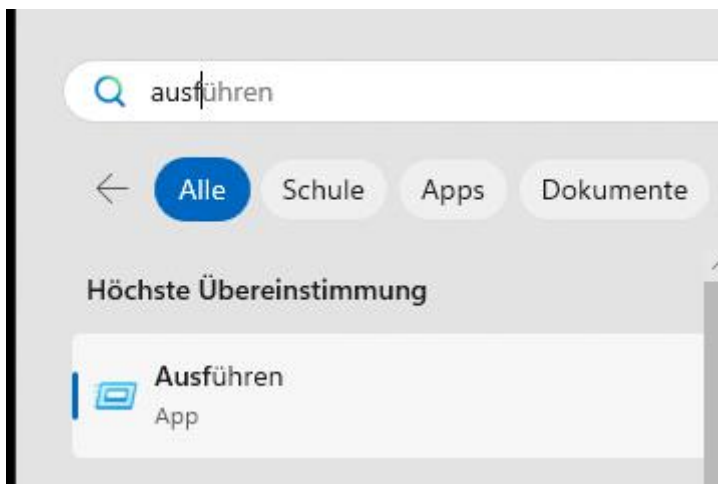 ausführen
Alle Schule Apps Dokumente
Höchste Übereinstimmung
Ausführen
App